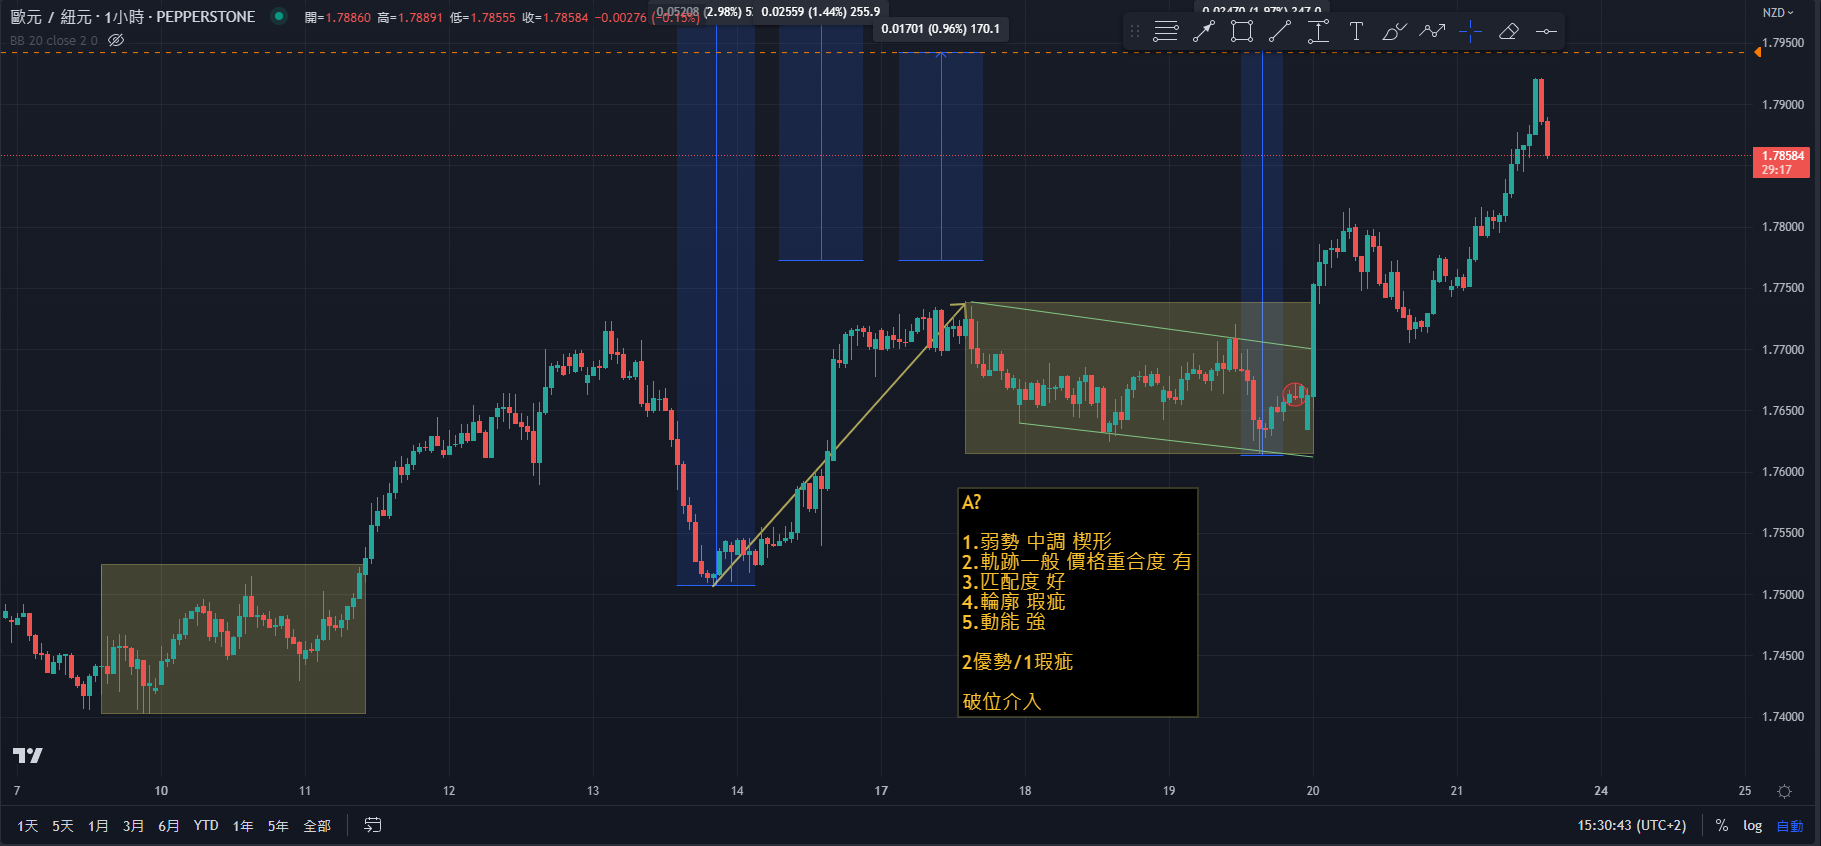 歐元 / 紐元 · 1小時 · PEPPERSTONE
開=1.78860 高=1.78891 低=1.78555 收=1.78584 −0.00276 (−0.15%)
BB 20 close 2 0
0.05208 (2.98%)
0.02559 (1.44%) 255.9
0.01701 (0.96%) 170.1
0.03470 (1.97%) 347.0
NZD
1.79500
1.79000
1.78584
29:17
1.78000
1.77500
1.77000
1.76500
1.76000
1.75500
1.75000
1.74500
1.74000
A?
1.弱勢 中調 楔形
2.軌跡一般 價格重合度 有
3.匹配度 好
4.輪廓 瑕疵
5.動能 強
2優勢/1瑕疵
破位介入
7 10 11 12 13 14 17 18 19 20 21 24 25
1天 5天 1月 3月 6月 YTD 1年 5年 全部
15:30:43 (UTC+2) % log 自動